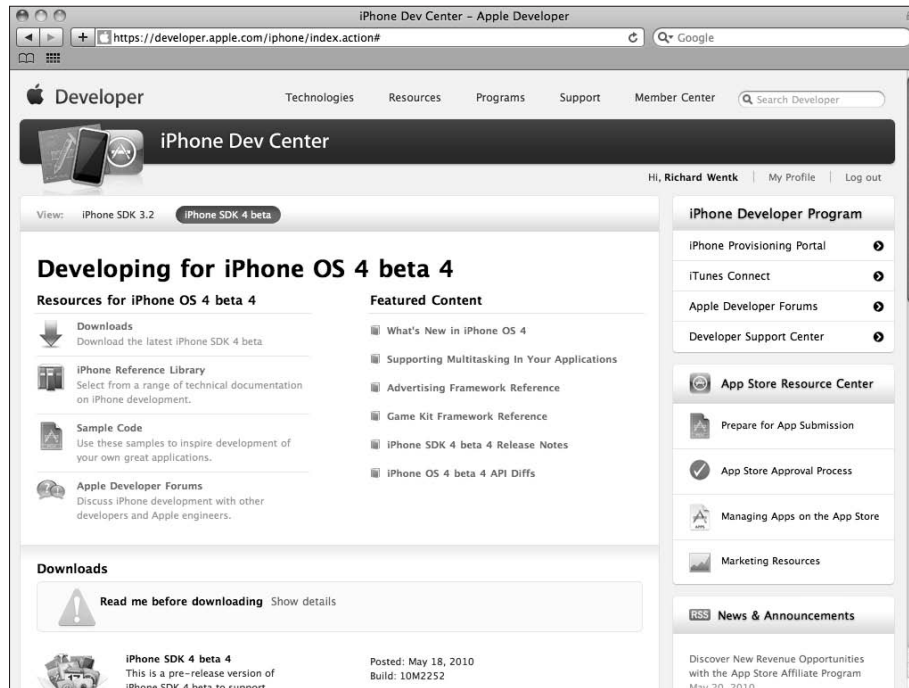 iPhone Dev Center – Apple Developer
https://developer.apple.com/iphone/index.action#
Google
Developer
Technologies
Resources
Programs
Support
Member Center
Search Developer
iPhone Dev Center
Hi, Richard Wentk | My Profile | Log out
View: iPhone SDK 3.2 iPhone SDK 4 beta
Developing for iPhone OS 4 beta 4
Resources for iPhone OS 4 beta 4
Downloads
Download the latest iPhone SDK 4 beta
iPhone Reference Library
Select from a range of technical documentation
on iPhone development.
Sample Code
Use these samples to inspire development of
your own great applications.
Apple Developer Forums
Discuss iPhone development with other
developers and Apple engineers.
Featured Content
What's New in iPhone OS 4
Supporting Multitasking In Your Applications
Advertising Framework Reference
Game Kit Framework Reference
iPhone SDK 4 beta 4 Release Notes
iPhone OS 4 beta 4 API Diffs
Downloads
Read me before downloading Show details
iPhone SDK 4 beta 4
This is a pre-release version of
iPhone SDK 4 beta to support
Posted: May 18, 2010
Build: 10M2252
iPhone Developer Program
iPhone Provisioning Portal
iTunes Connect
Apple Developer Forums
Developer Support Center
App Store Resource Center
Prepare for App Submission
App Store Approval Process
Managing Apps on the App Store
Marketing Resources
RSS News & Announcements
Discover New Revenue Opportunities
with the App Store Affiliate Program
May 20, 2010